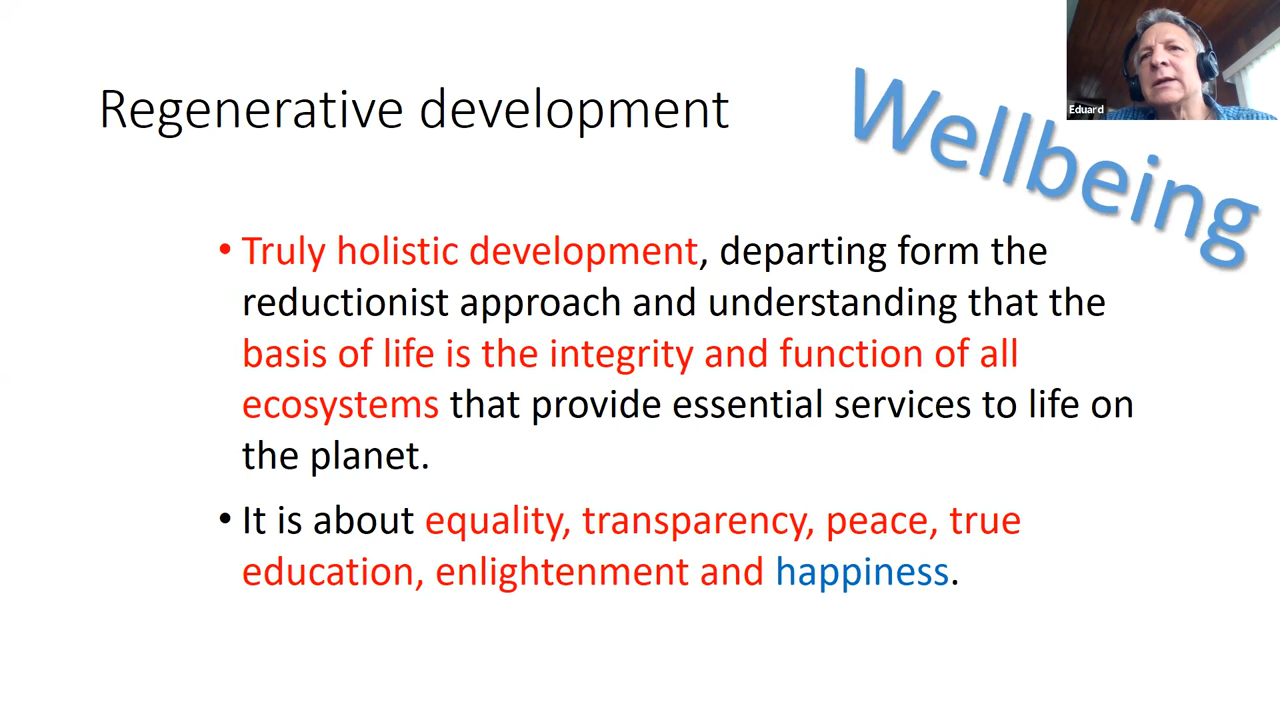 Regenerative development
Wellbeing
Eduard
• Truly holistic development, departing form the
reductionist approach and understanding that the
basis of life is the integrity and function of all
ecosystems that provide essential services to life on
the planet.
• It is about equality, transparency, peace, true
education, enlightenment and happiness.